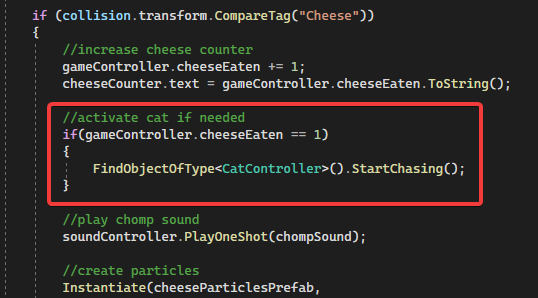 if (collision.transform.CompareTag("Cheese"))
{
//increase cheese counter
gameController.cheeseEaten += 1;
cheeseCounter.text = gameController.cheeseEaten.ToString();
//activate cat if needed
if(gameController.cheeseEaten == 1)
{
FindObjectOfType<CatController>().StartChasing();
}
//play chomp sound
soundController.PlayOneShot(chompSound);
//create particles
Instantiate(cheeseParticlesPrefab,